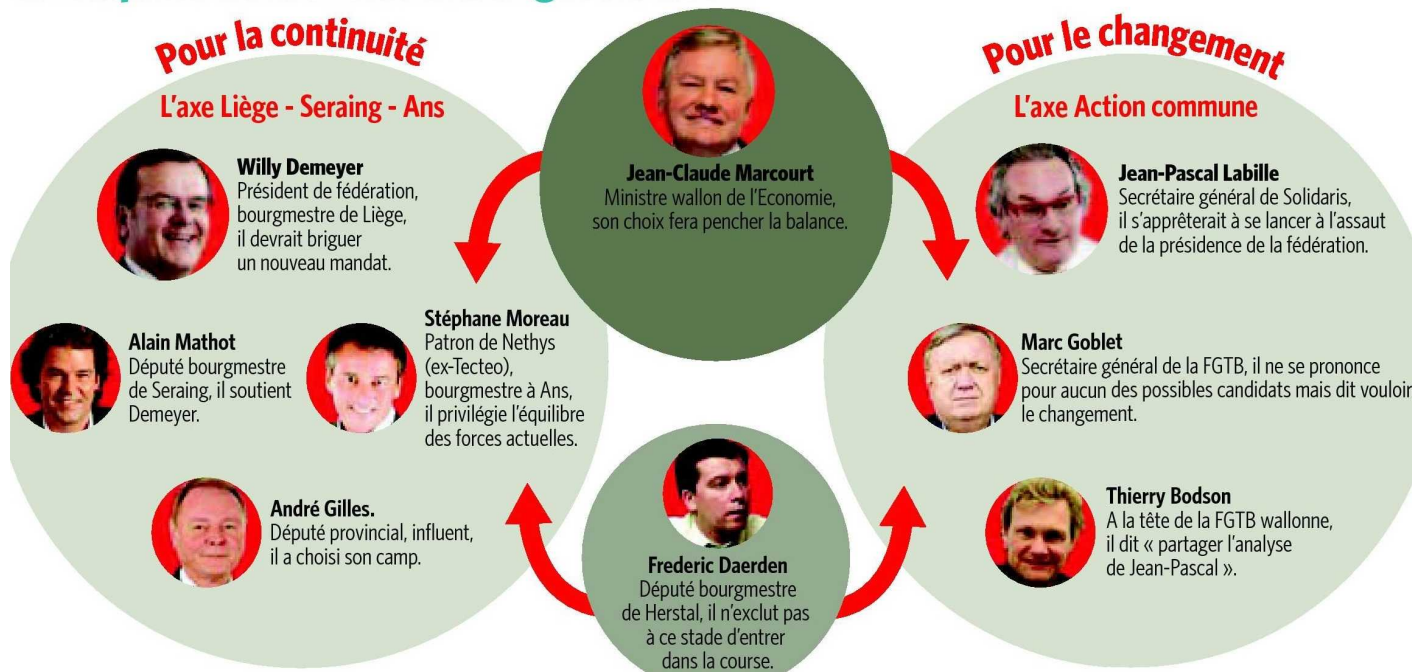 Pour la continuité
L'axe Liège - Seraing - Ans
Willy Demeyer
Président de fédération,
bourgmestre de Liège,
il devrait briguer
un nouveau mandat.
Alain Mathot
Député bourgmestre
de Seraing, il soutient
Demeyer.
Stéphane Moreau
Patron de Nethys
(ex-Tecteo),
bourgmestre à Ans,
il privilégie l'équilibre
des forces actuelles.
André Gilles.
Député provincial, influent,
il a choisi son camp.
Jean-Claude Marcourt
Ministre wallon de l'Economie,
son choix fera pencher la balance.
Frederic Daerden
Député bourgmestre
de Herstal, il n'exclut pas
à ce stade d'entrer
dans la course.
Pour le changement
L'axe Action commune
Jean-Pascal Labille
Secrétaire général de Solidaris,
il s'apprêterait à se lancer à l'assaut
de la présidence de la fédération.
Marc Goblet
Secrétaire général de la FGTB, il ne se prononce
pour aucun des possibles candidats mais dit vouloir
le changement.
Thierry Bodson
A la tête de la FGTB wallonne,
il dit « partager l'analyse
de Jean-Pascal ».